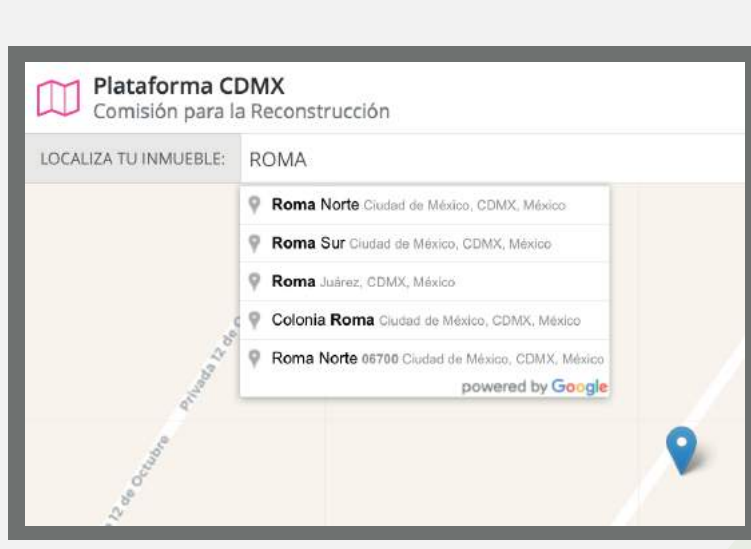 Plataforma CDMX
Comisión para la Reconstrucción
LOCALIZA TU INMUEBLE: ROMA
Roma Norte Ciudad de México, CDMX, México
Roma Sur Ciudad de México, CDMX, México
Roma Juárez, CDMX, México
Colonia Roma Ciudad de México, CDMX, México
Roma Norte 06700 Ciudad de México, CDMX, México
powered by Google
Privada 12 de O
12 de Octubre